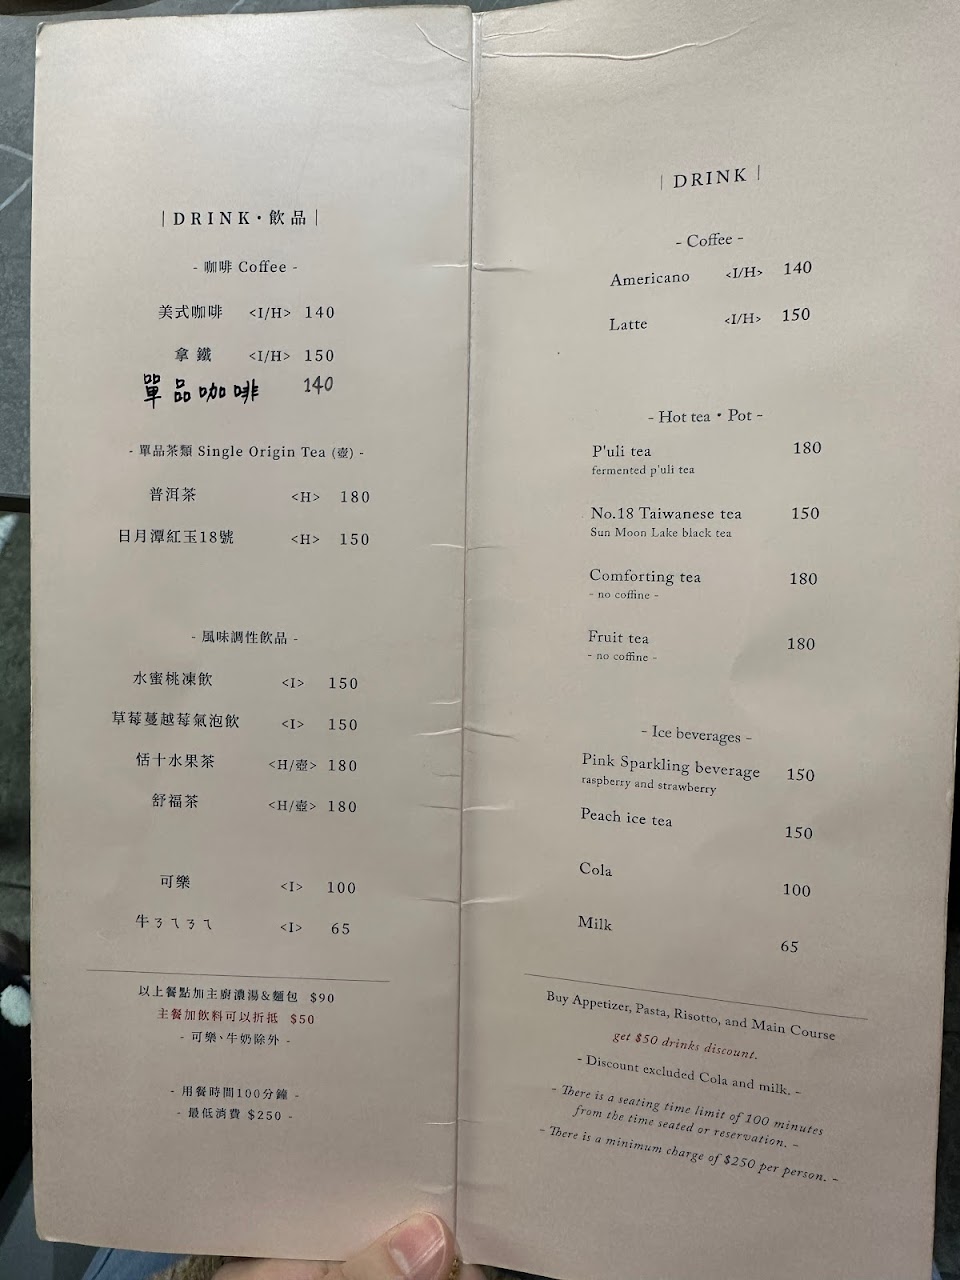 | DRINK・飲品 |
- 咖啡 Coffee -
美式咖啡 <I/H> 140
拿鐵 <I/H> 150
單品咖啡 140
- 單品茶類 Single Origin Tea (壺) -
普洱茶 <H> 180
日月潭紅玉18號 <H> 150
- 風味調性飲品 -
水蜜桃凍飲 <I> 150
草莓蔓越莓氣泡飲 <I> 150
恬十水果茶 <H/壺> 180
舒福茶 <H/壺> 180
可樂 <I> 100
牛ㄋㄟㄋㄟ <I> 65
以上餐點加主廚濃湯&麵包 $90
主餐加飲料可以折抵 $50
- 可樂、牛奶除外 -
- 用餐時間100分鐘 -
- 最低消費 $250 -
| DRINK |
- Coffee -
Americano <I/H> 140
Latte <I/H> 150
- Hot tea・Pot -
P'uli tea 180
fermented p'uli tea
No.18 Taiwanese tea 150
Sun Moon Lake black tea
Comforting tea 180
- no coffine -
Fruit tea 180
- no coffine -
- Ice beverages -
Pink Sparkling beverage 150
raspberry and strawberry
Peach ice tea 150
Cola 100
Milk 65
Buy Appetizer, Pasta, Risotto, and Main Course
get $50 drinks discount.
- Discount excluded Cola and milk. -
- There is a seating time limit of 100 minutes
from the time seated or reservation. -
- There is a minimum charge of $250 per person. -